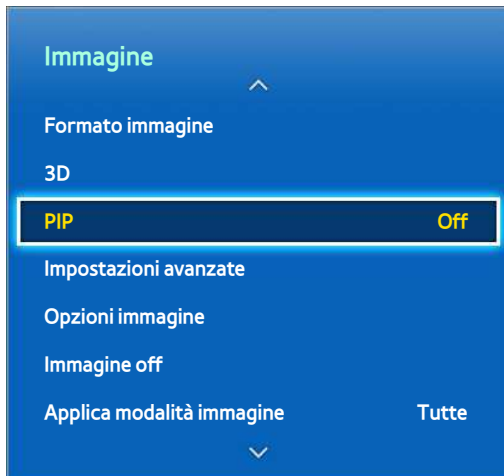 Immagine
Formato immagine
3D
PIP Off
Impostazioni avanzate
Opzioni immagine
Immagine off
Applica modalità immagine Tutte